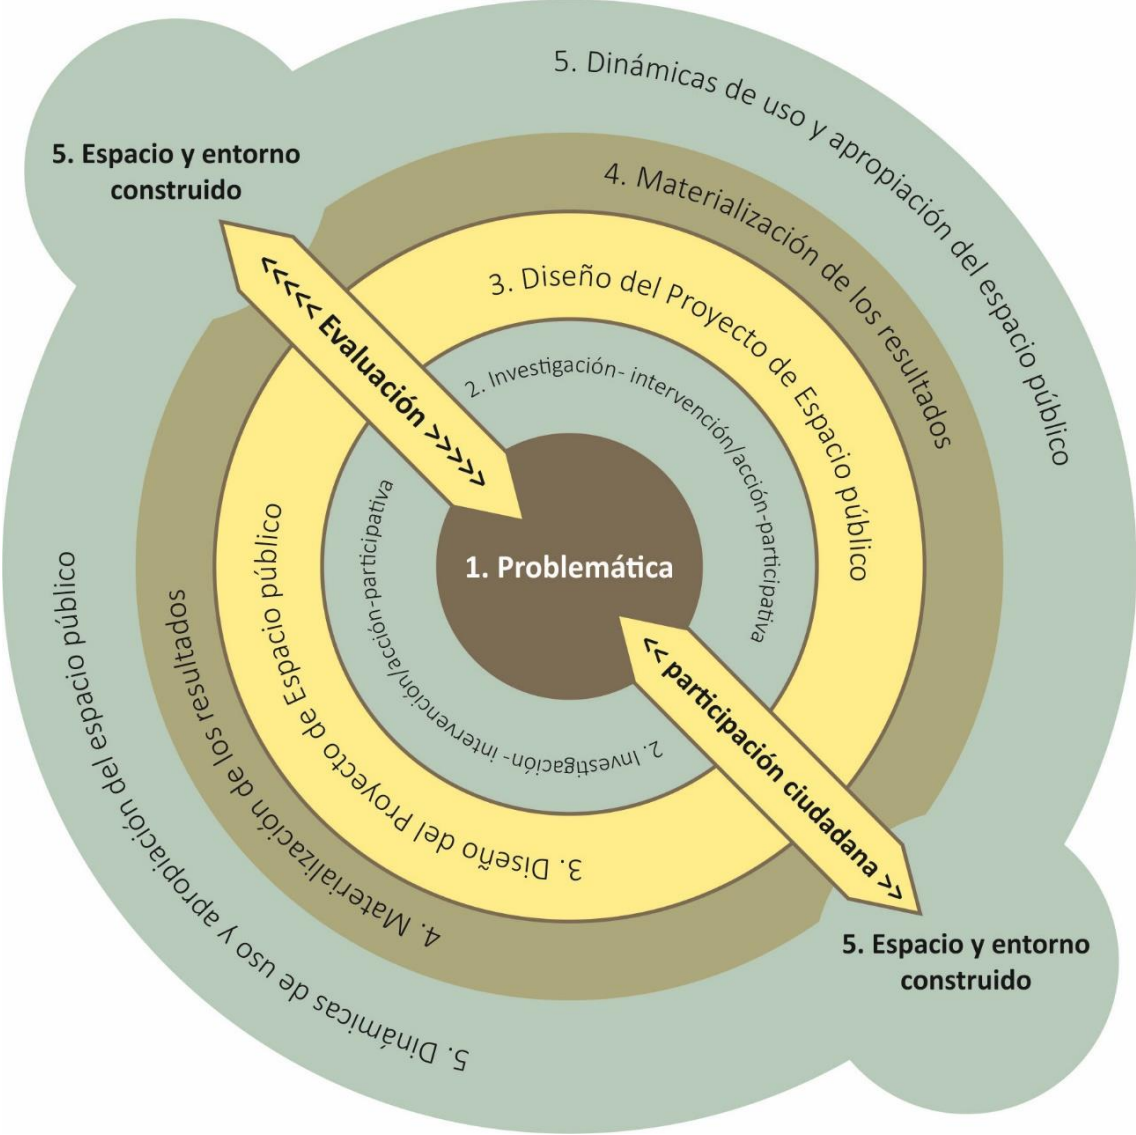 5. Dinámicas de uso y apropiación del espacio público
5. Espacio y entorno
construido
4. Materialización de los resultados
3. Diseño del Proyecto de Espacio público
<<<<< Evaluación >>>>>
2. Investigación- intervención/acción-participativa
1. Problemática
<< participación ciudadana >>
2. Investigación- intervención/acción-participativa
3. Diseño del Proyecto de Espacio público
4. Materialización de los resultados
5. Dinámicas de uso y apropiación del espacio público
5. Espacio y entorno
construido